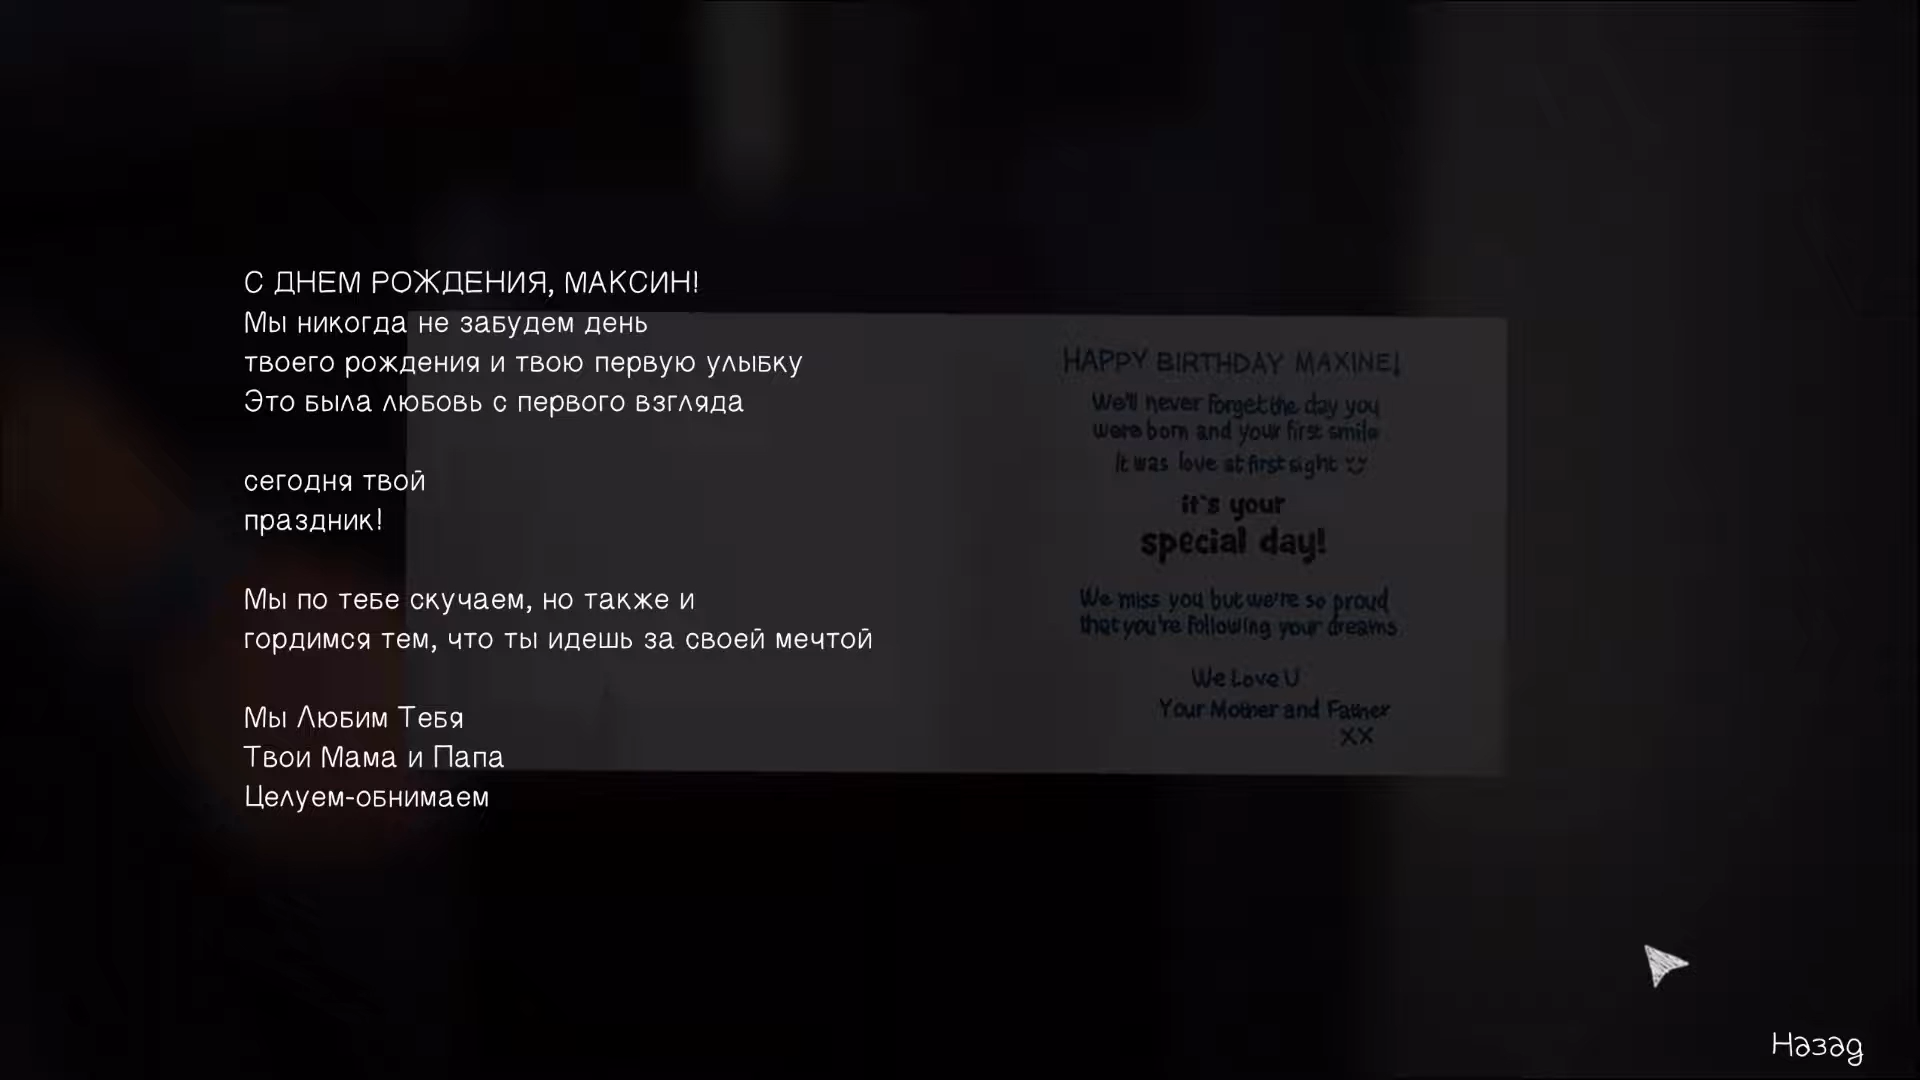 С ДНЕМ РОЖДЕНИЯ, МАКСИН!
Мы никогда не забудем день
твоего рождения и твою первую улыбку
Это была любовь с первого взгляда
сегодня твой
праздник!
Мы по тебе скучаем, но также и
гордимся тем, что ты идешь за своей мечтой
Мы Любим Тебя
Твои Мама и Папа
Целуем-обнимаем
HAPPY BIRTHDAY MAXINE!
We'll never forget the day you
were born and your first smile
It was love at first sight
it's your
special day!
We miss you but we're so proud
that you're following your dreams
We Love U
Your Mother and Father
XX
Назад